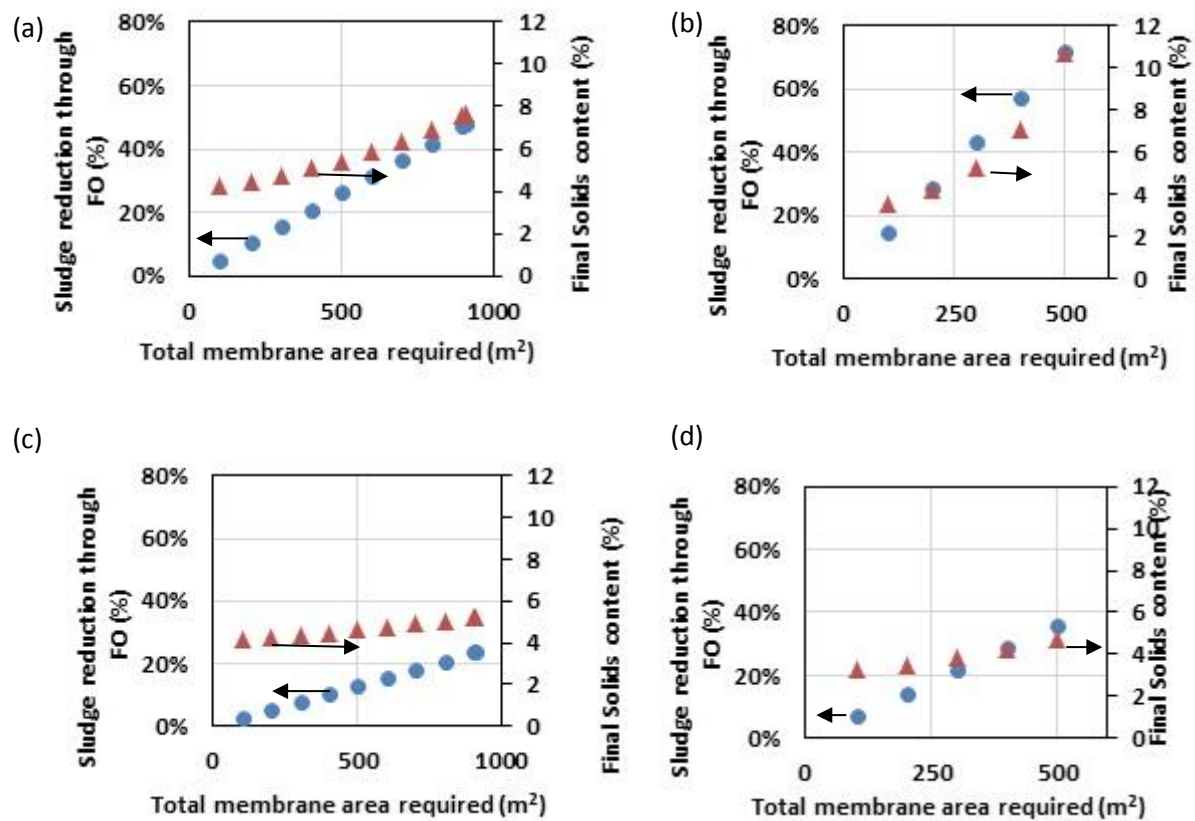 (a)
Sludge reduction through
FO (%)
80%
60%
40%
20%
0%
12
10
8
6
4
2
0
Final Solids content (%)
0 500 1000
Total membrane area required (m²)
(b)
Sludge reduction through
FO (%)
80%
60%
40%
20%
0%
12
10
8
6
4
2
0
Final Solids content (%)
0 250 500
Total membrane area required (m²)
(c)
Sludge reduction through
FO (%)
80%
60%
40%
20%
0%
12
10
8
6
4
2
0
Final Solids content (%)
0 500 1000
Total membrane area required (m²)
(d)
Sludge reduction through
FO (%)
80%
60%
40%
20%
0%
12
10
8
6
4
2
0
Final Solids content (%)
0 250 500
Total membrane area required (m²)